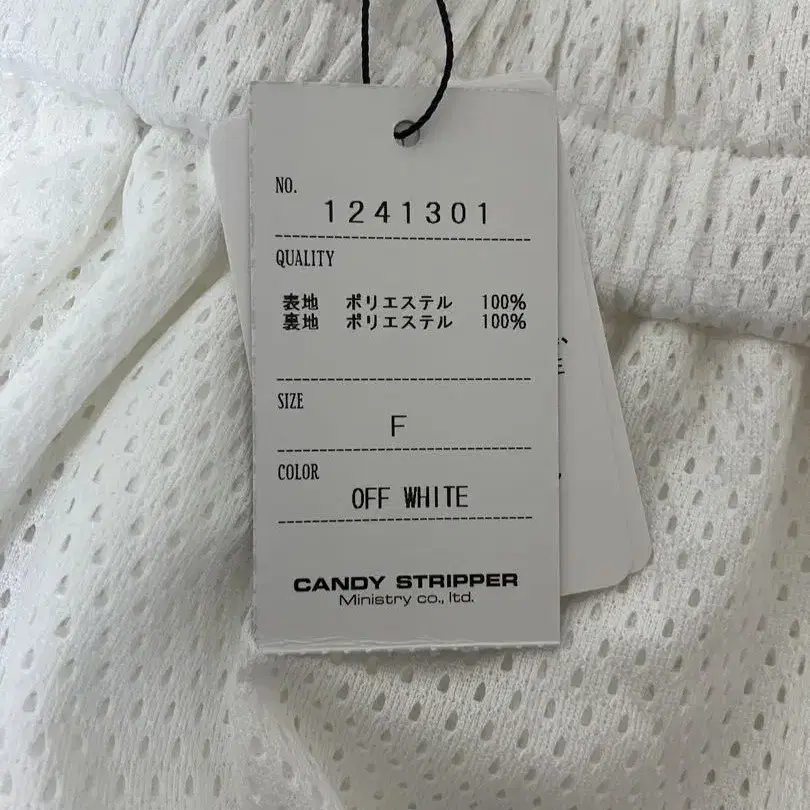 NO.
1241301
QUALITY
表地 ポリエステル 100%
裏地 ポリエステル 100%
SIZE
F
COLOR
OFF WHITE
CANDY STRIPPER
Ministry co., ltd.